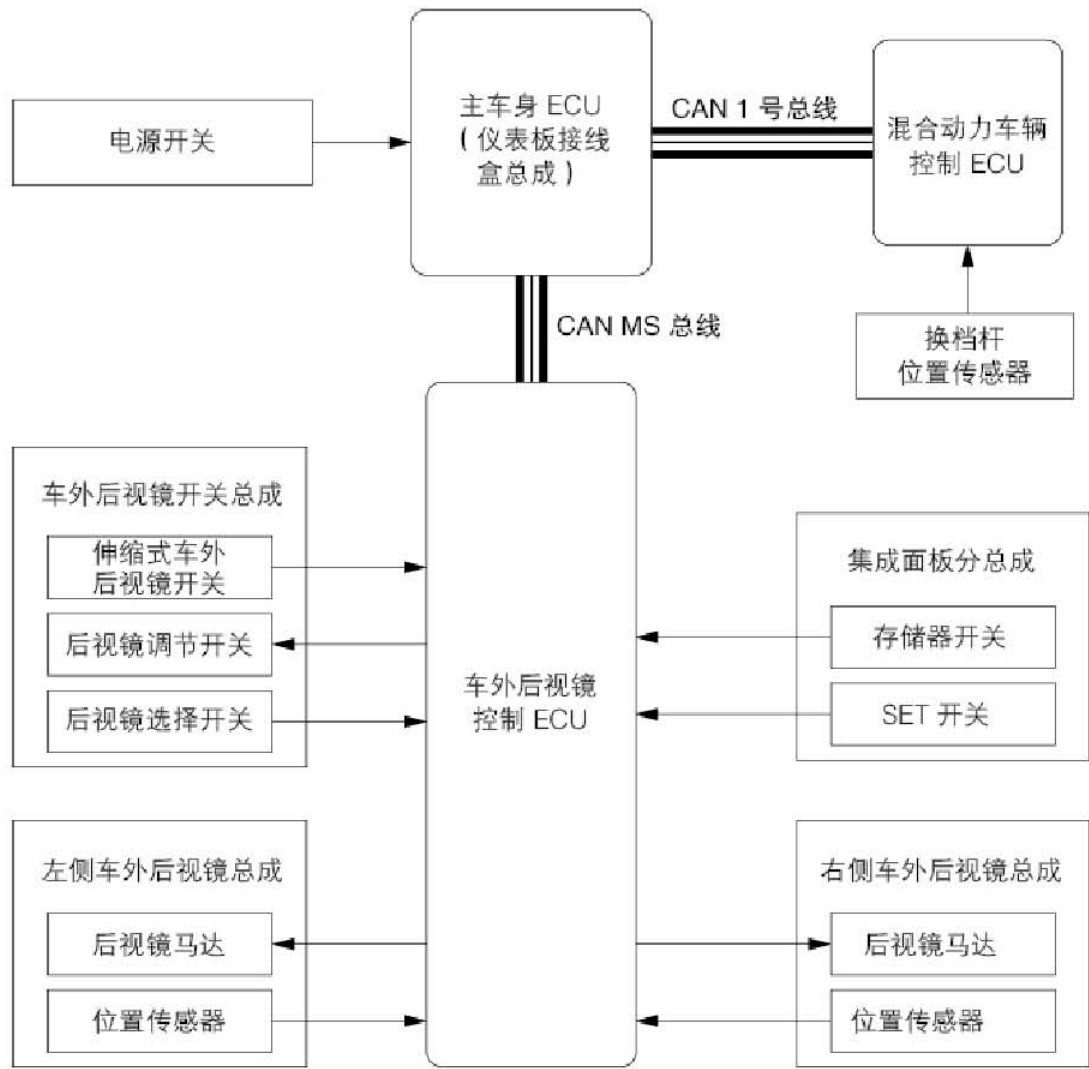 电源开关
主车身 ECU
（仪表板接线
盒总成）
CAN 1 号总线
混合动力车辆
控制 ECU
CAN MS 总线
换档杆
位置传感器
车外后视镜开关总成
伸缩式车外
后视镜开关
后视镜调节开关
后视镜选择开关
车外后视镜
控制 ECU
集成面板分总成
存储器开关
SET 开关
左侧车外后视镜总成
后视镜马达
位置传感器
右侧车外后视镜总成
后视镜马达
位置传感器